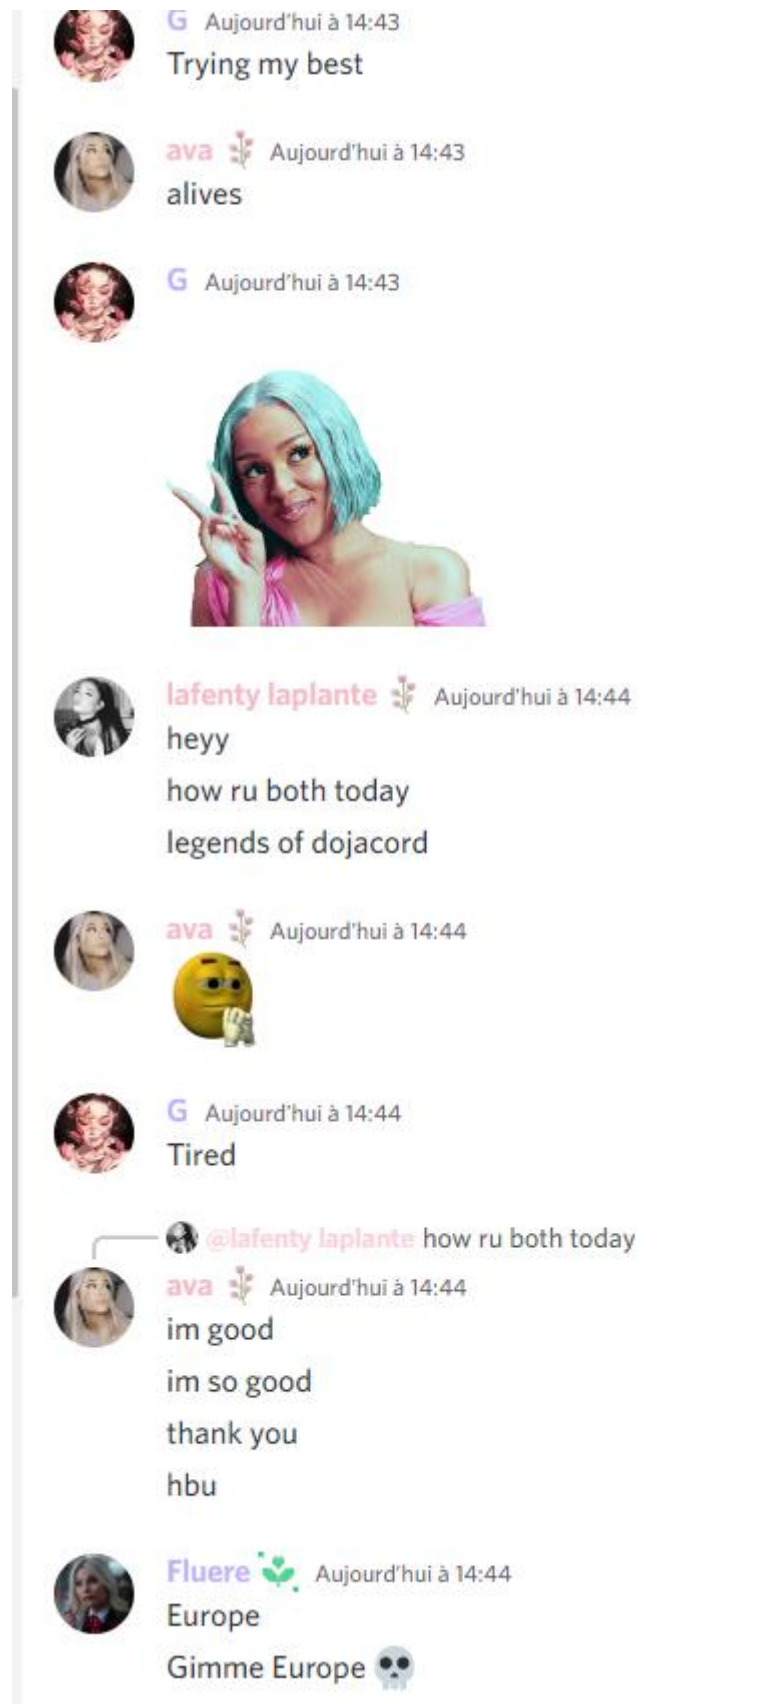 G Aujourd'hui à 14:43
Trying my best
ava Aujourd'hui à 14:43
alives
G Aujourd'hui à 14:43
lafenty laplante Aujourd'hui à 14:44
heyy
how ru both today
legends of dojacord
ava Aujourd'hui à 14:44
G Aujourd'hui à 14:44
Tired
@lafenty laplante how ru both today
ava Aujourd'hui à 14:44
im good
im so good
thank you
hbu
Fluere Aujourd'hui à 14:44
Europe
Gimme Europe 💀